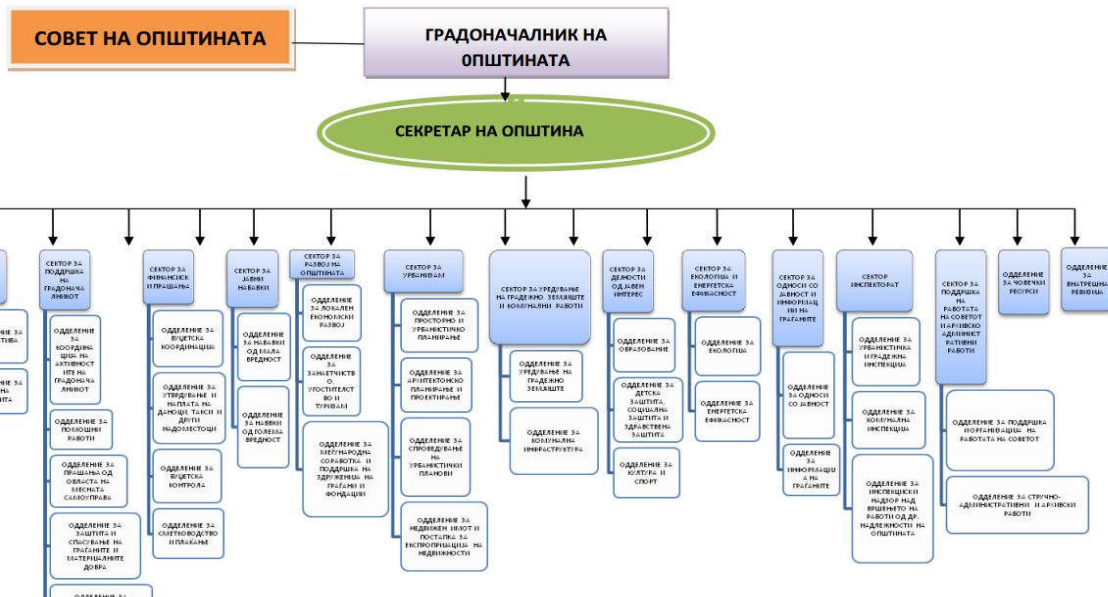 СОВЕТ НА ОПШТИНАТА
ГРАДОНАЧАЛНИК НА
0ПШТИНАТА
СЕКРЕТАР НА ОПШТИНА
СЕКТОР ЗА
ПОДДРШКА
НА
ГРАДОНАЧА
ЛНИКОТ
ОДДЕЛЕНИЕ
ЗА
КООРДИНА
ЦИЈА НА
АКТИВНОСТ
ИТЕ НА
ГРАДОНАЧА
ЛНИКОТ
ОДДЕЛЕНИЕ
ЗА
ПОМОШНИ
РАБОТИ
ОДДЕЛЕНИЕ ЗА
ПРАШАЊА ОД
ОБЛАСТА НА
МЕСНАТА
САМОУПРАВА
ОДДЕЛЕНИЕ ЗА
ЗАШТИТА И
СПАСУВАЊЕ НА
ГРАЃАНИТЕ И
МАТЕРИЈАЛНИТЕ
ДОБРА
ОДДЕЛЕНИЕ ЗА
СЕКТОР ЗА
ФИНАНСИСК
И ПРАШАЊА
ОДДЕЛЕНИЕ ЗА
БУЏЕТСКА
КООРДИНАЦИЈА
ОДДЕЛЕНИЕ ЗА
УТВРДУВАЊЕ И
НАПЛАТА НА
ДАНОЦИ, ТАКСИ И
ДРУГИ
НАДОМЕСТОЦИ
ОДДЕЛЕНИЕ ЗА
БУЏЕТСКА
КОНТРОЛА
ОДДЕЛЕНИЕ ЗА
СМЕТКОВОДСТВО
И ПЛАЌАЊЕ
СЕКТОР ЗА
ЈАВНИ
НАБАВКИ
ОДДЕЛЕНИЕ
ЗА НАБАВКИ
ОД МАЛА
ВРЕДНОСТ
ОДДЕЛЕНИЕ
ЗА НАБВКИ
ОД ГОЛЕМА
ВРЕДНОСТ
СЕКТОР ЗА
РАЗВОЈ НА
ОПШТИНАТА
ОДДЕЛЕНИЕ
ЗА ЛОКАЛЕН
ЕКОНОМСКИ
РАЗВОЈ
ОДДЕЛЕНИЕ
ЗА
ЗАНАЕТЧИСТВ
О,
УГОСТИТЕЛСТ
ВО И
ТУРИЗАМ
ОДДЕЛЕНИЕ ЗА
МЕЃУНАРОДНА
СОРАБОТКА И
ПОДДРШКА НА
ЗДРУЖЕНИЈА НА
ГРАЃАНИ И
ФОНДАЦИИ
СЕКТОР ЗА
УРБАНИЗАМ
ОДДЕЛЕНИЕ ЗА
ПРОСТОРНО И
УРБАНИСТИЧКО
ПЛАНИРАЊЕ
ОДДЕЛЕНИЕ ЗА
АРХИТЕКТОНСКО
ПЛАНИРАЊЕ И
ПРОЕКТИРАЊЕ
ОДДЕЛЕНИЕ ЗА
СПРОВЕДУВАЊЕ
НА
УРБАНИСТИЧКИ
ПЛАНОВИ
ОДДЕЛЕНИЕ ЗА
НЕДВИЖЕН ИМОТ И
ПОСТАПКА ЗА
ЕКСПРОПРИЈАЦИЈА НА
НЕДВИЖНОСТИ
СЕКТОР ЗА УРЕДУВАЊЕ
НА ГРАДЕЖНО ЗЕМЈИШТЕ
И КОМУНАЛНИ РАБОТИ
ОДДЕЛЕНИЕ ЗА
УРЕДУВАЊЕ НА
ГРАДЕЖНО
ЗЕМЈИШТЕ
ОДДЕЛЕНИЕ ЗА
КОМУНАЛНА
ИНФРАСТРУКТУРА
СЕКТОР ЗА
ДЕЈНОСТИ
ОД ЈАВЕН
ИНТЕРЕС
ОДДЕЛЕНИЕ ЗА
ОБРАЗОВАНИЕ
ОДДЕЛЕНИЕ ЗА
ДЕТСКА
ЗАШТИТА,
СОЦИЈАЛНА
ЗАШТИТА И
ЗДРАВСТВЕНА
ЗАШТИТА
ОДДЕЛЕНИЕ ЗА
КУЛТУРА И
СПОРТ
СЕКТОР ЗА
ЕКОЛОГИЈА И
ЕНЕРГЕТСКА
ЕФИКАСНОСТ
ОДДЕЛЕНИЕ ЗА
ЕКОЛОГИЈА
ОДДЕЛЕНИЕ ЗА
ЕНЕРГЕТСКА
ЕФИКАСНОСТ
СЕКТОР ЗА
ОДНОСИ СО
ЈАВНОСТ И
ИНФОРМАЦ
ИИ НА
ГРАЃАНИТЕ
ОДДЕЛЕНИЕ
ЗА ОДНОСИ
СО ЈАВНОСТ
ОДДЕЛЕНИЕ
ЗА
ИНФОРМАЦИ
А НА
ГРАЃАНИТЕ
СЕКТОР
ИНСПЕКТОРАТ
ОДДЕЛЕНИЕ ЗА
УРБАНИСТИЧКА
И ГРАДЕЖНА
ИНСПЕКЦИЈА
ОДДЕЛЕНИЕ ЗА
КОМУНАЛНА
ИНСПЕКЦИЈА
ОДДЕЛЕНИЕ ЗА
ИНСПЕКЦИСКИ
НАДЗОР НАД
ВРШЕЊЕТО НА
РАБОТИ ОД ДР.
НАДЛЕЖНОСТИ НА
ОПШТИНАТА
СЕКТОР ЗА
ПОДДРШКА
НА
РАБОТАТА
НА СОВЕТОТ
И АРХИВСКО
АДМИНИСТ
РАТИВНИ
РАБОТИ
ОДДЕЛЕНИЕ ЗА ПОДДРШКА
И ОРГАНИЗАЦИЈА НА
РАБОТАТА НА СОВЕТОТ
ОДДЕЛЕНИЕ ЗА СТРУЧНО-
АДМИНИСТРАТИВНИ И АРХИВСКИ
РАБОТИ
ОДДЕЛЕНИЕ
ЗА ЧОВЕЧКИ
РЕСУРСИ
ОДДЕЛЕНИЕ
ЗА
ВНАТРЕШНА
РЕВИЗИЈА